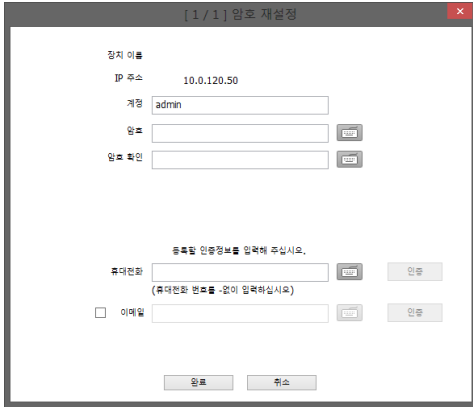 [ 1 / 1 ] 암호 재설정
장치 이름
IP 주소 10.0.120.50
계정 admin
암호
암호 확인
등록할 인증정보를 입력해 주십시오.
휴대전화 인증
(휴대전화 번호를 -없이 입력하십시오)
이메일 인증
완료 취소